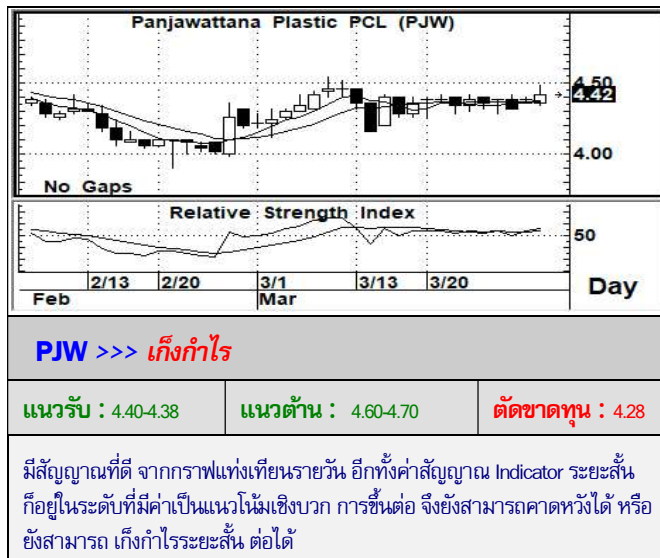 Panjawattana Plastic PCL (PJW)
4.50
4.42
4.00
No Gaps
Relative Strength Index
50
2/13 2/20 3/1 3/13 3/20
Feb Mar
Day
PJW >>> เก็งกำไร
แนวรับ : 4.40-4.38 แนวต้าน : 4.60-4.70 ตัดขาดทุน : 4.28
มีสัญญาณที่ดี จากกราฟแท่งเทียนรายวัน อีกทั้งค่าสัญญาณ Indicator ระยะสั้น
ก็อยู่ในระดับที่มีค่าเป็นแนวโน้มเชิงบวก การขึ้นต่อ จึงยังสามารถคาดหวังได้ หรือ
ยังสามารถ เก็งกำไรระยะสั้น ต่อได้